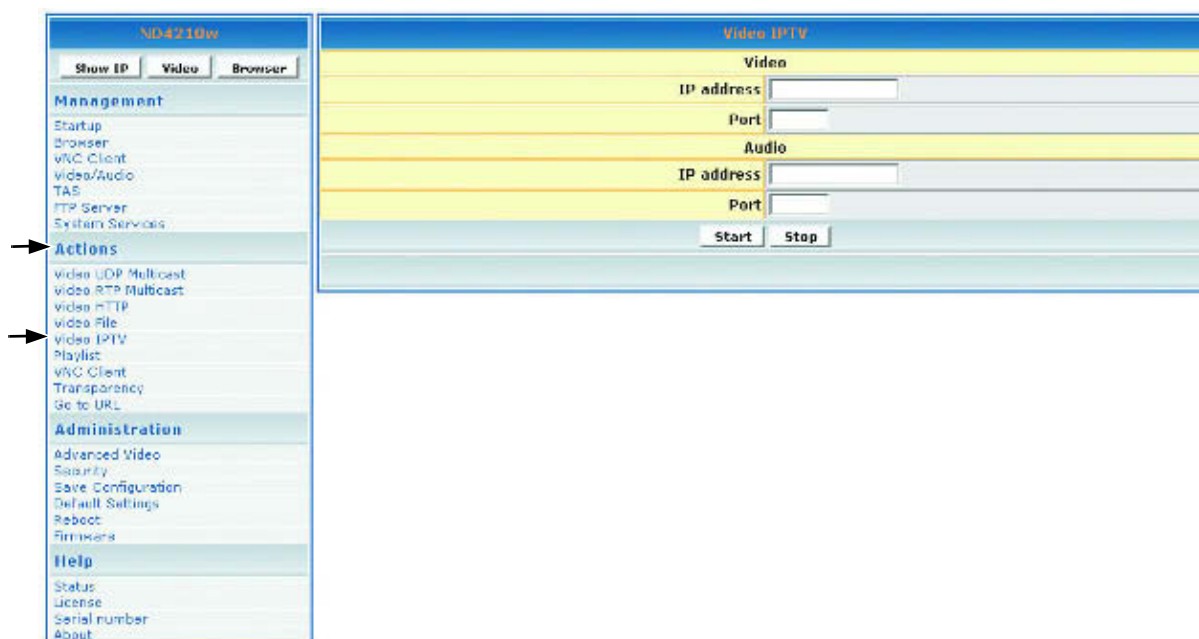 ND4210w
Show IP Video Browser
Management
Startup
Browser
VNC Client
Video/Audio
TAS
FTP Server
System Services
Actions
Video UDP Multicast
Video RTP Multicast
Video HTTP
Video File
Video IPTV
Playlist
VNC Client
Transparency
Go to URL
Administration
Advanced Video
Security
Save Configuration
Default Settings
Reboot
Firmware
Help
Status
License
Serial number
About
Video IPTV
Video
IP address
Port
Audio
IP address
Port
Start Stop